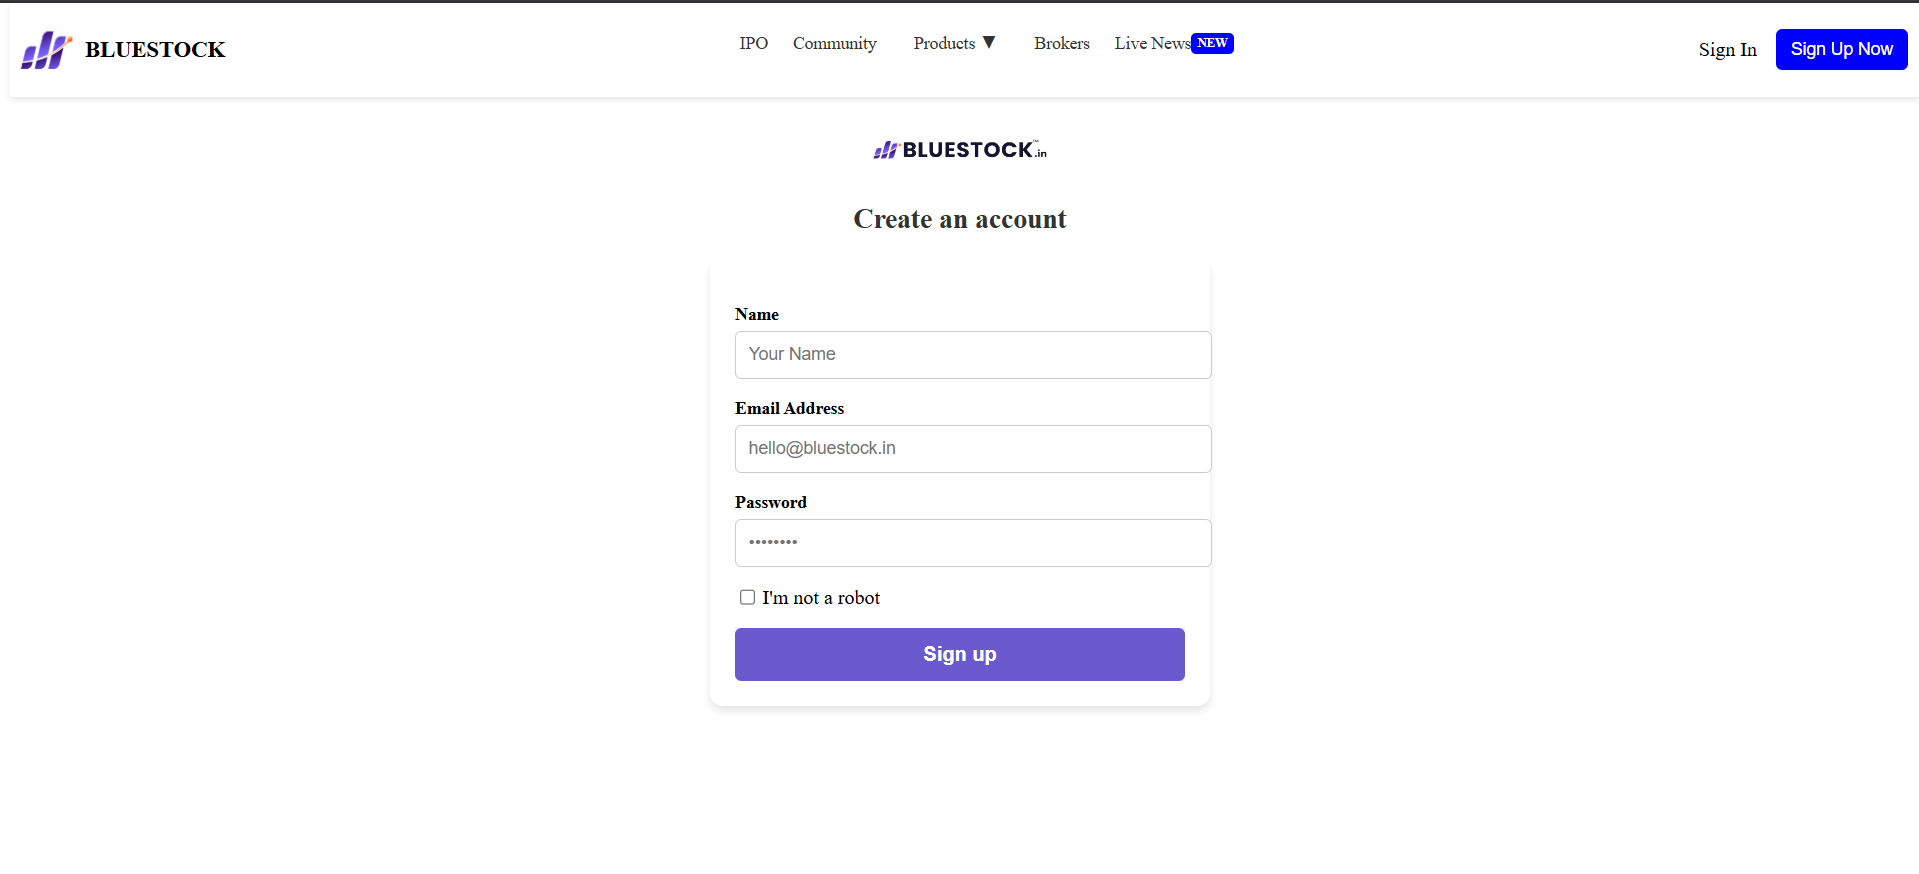 BLUESTOCK
IPO Community Products ▼ Brokers Live News NEW
Sign In Sign Up Now
BLUESTOCK™.in
Create an account
Name
Your Name
Email Address
hello@bluestock.in
Password
••••••••
I'm not a robot
Sign up